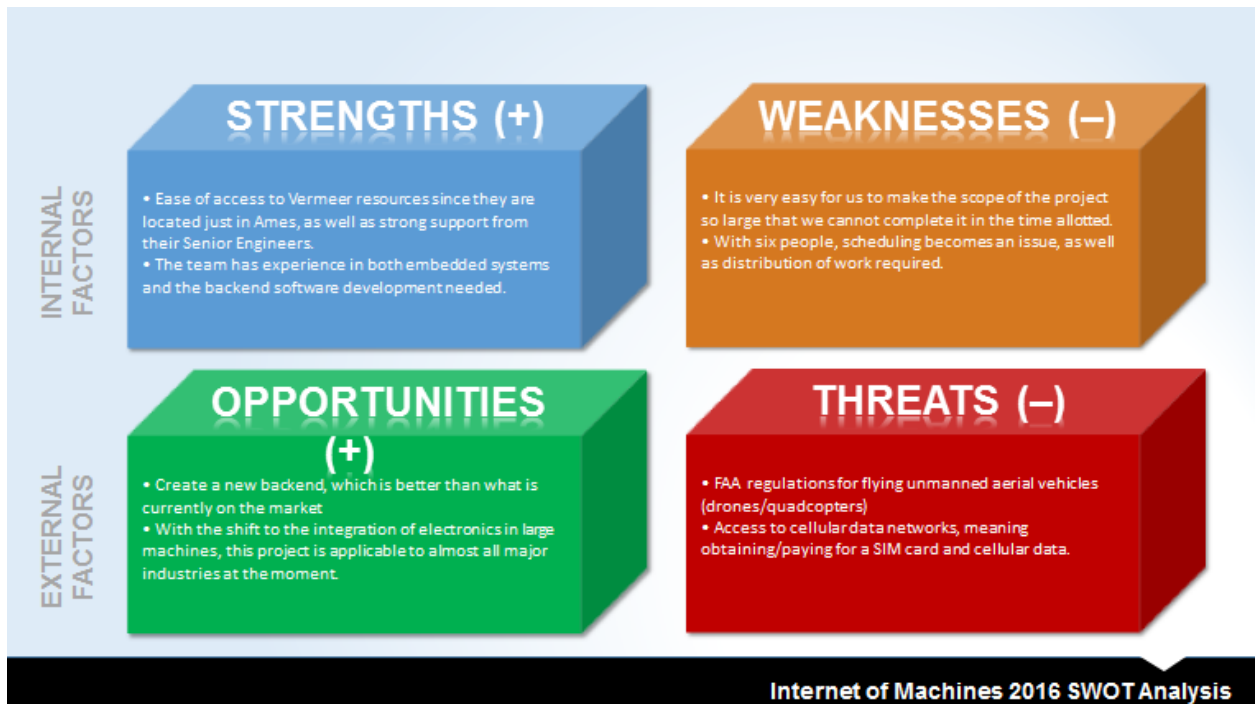 STRENGTHS (+)
• Ease of access to Vermeer resources since they are
located just in Ames, as well as strong support from
their Senior Engineers.
• The team has experience in both embedded systems
and the backend software development needed.
WEAKNESSES (–)
• It is very easy for us to make the scope of the project
so large that we cannot complete it in the time allotted.
• With six people, scheduling becomes an issue, as well
as distribution of work required.
INTERNAL
FACTORS
OPPORTUNITIES
(+)
• Create a new backend, which is better than what is
currently on the market
• With the shift to the integration of electronics in large
machines, this project is applicable to almost all major
industries at the moment.
THREATS (–)
• FAA regulations for flying unmanned aerial vehicles
(drones/quadcopters)
• Access to cellular data networks, meaning
obtaining/paying for a SIM card and cellular data.
EXTERNAL
FACTORS
Internet of Machines 2016 SWOT Analysis